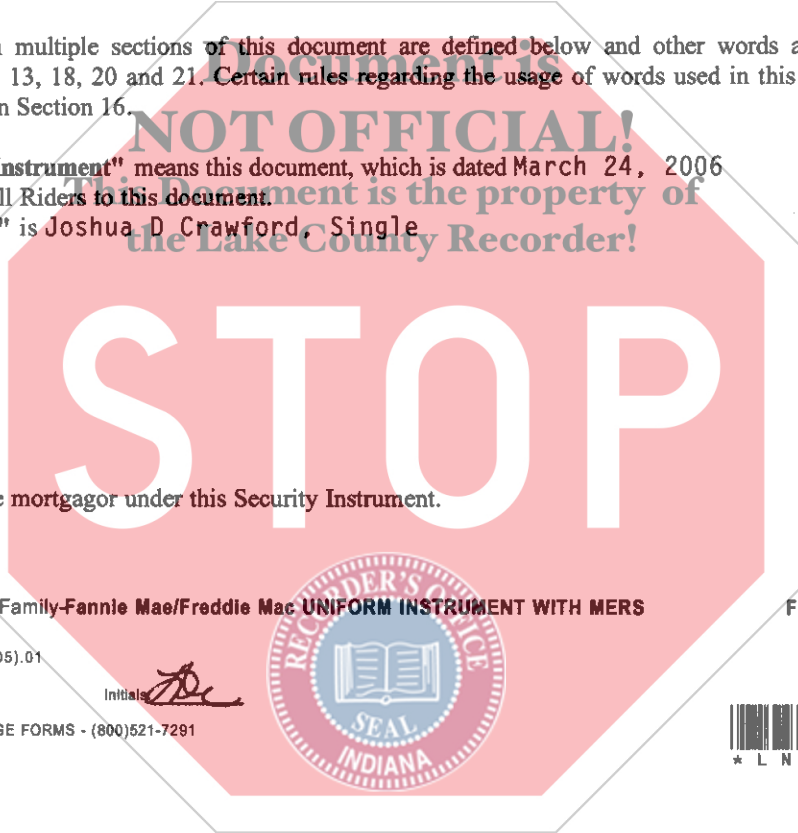 multiple sections of this document are defined below and other words a
13, 18, 20 and 21. Certain rules regarding the usage of words used in this
n Section 16.
Document is
NOT OFFICIAL!
This Document is the property of
the Lake County Recorder!
nstrument" means this document, which is dated March 24, 2006
ll Riders to this document.
" is Joshua D Crawford, Single
STOP
e mortgagor under this Security Instrument.
Family-Fannie Mae/Freddie Mac UNIFORM INSTRUMENT WITH MERS
F
05).01
Initials
GE FORMS - (800)521-7291
RECORDER'S OFFICE
SEAL
INDIANA
* L N